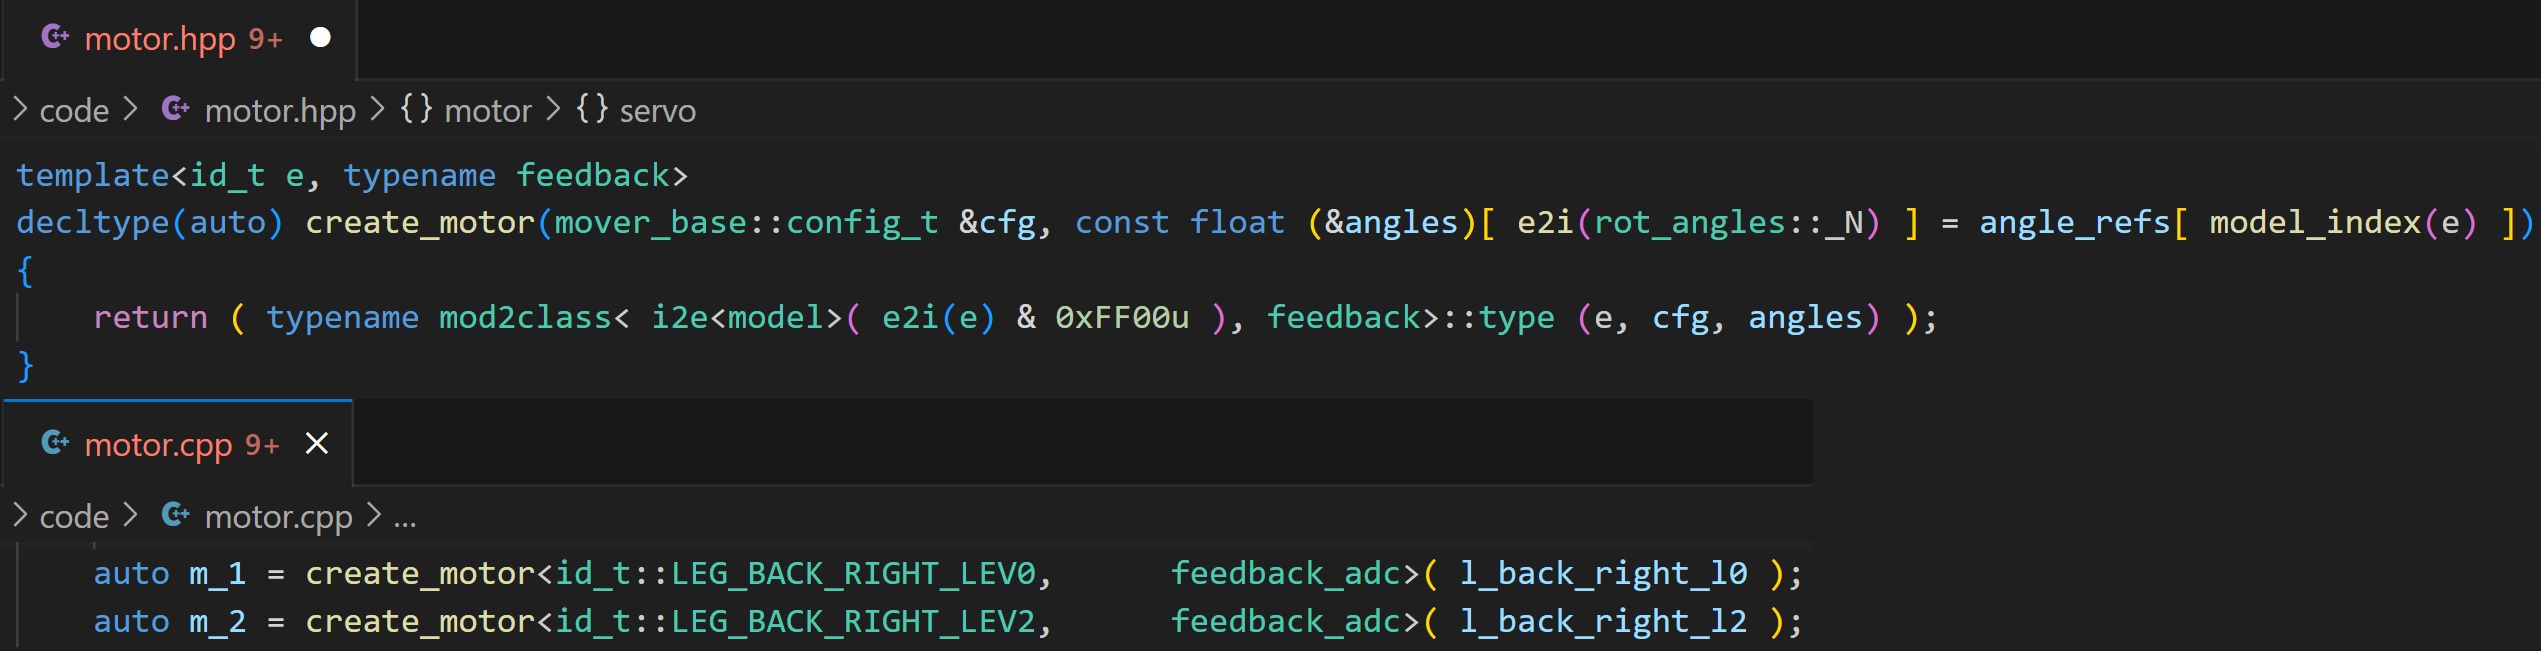 motor.hpp 9+
code motor.hpp {} motor {} servo
template<id_t e, typename feedback>
decltype(auto) create_motor(mover_base::config_t &cfg, const float (&angles)[ e2i(rot_angles::_N) ] = angle_refs[ model_index(e) ])
{
return ( typename mod2class< i2e<model>( e2i(e) & 0xFF00u ), feedback>::type (e, cfg, angles) );
}
motor.cpp 9+
code motor.cpp ...
auto m_1 = create_motor<id_t::LEG_BACK_RIGHT_LEV0, feedback_adc>( l_back_right_l0 );
auto m_2 = create_motor<id_t::LEG_BACK_RIGHT_LEV2, feedback_adc>( l_back_right_l2 );